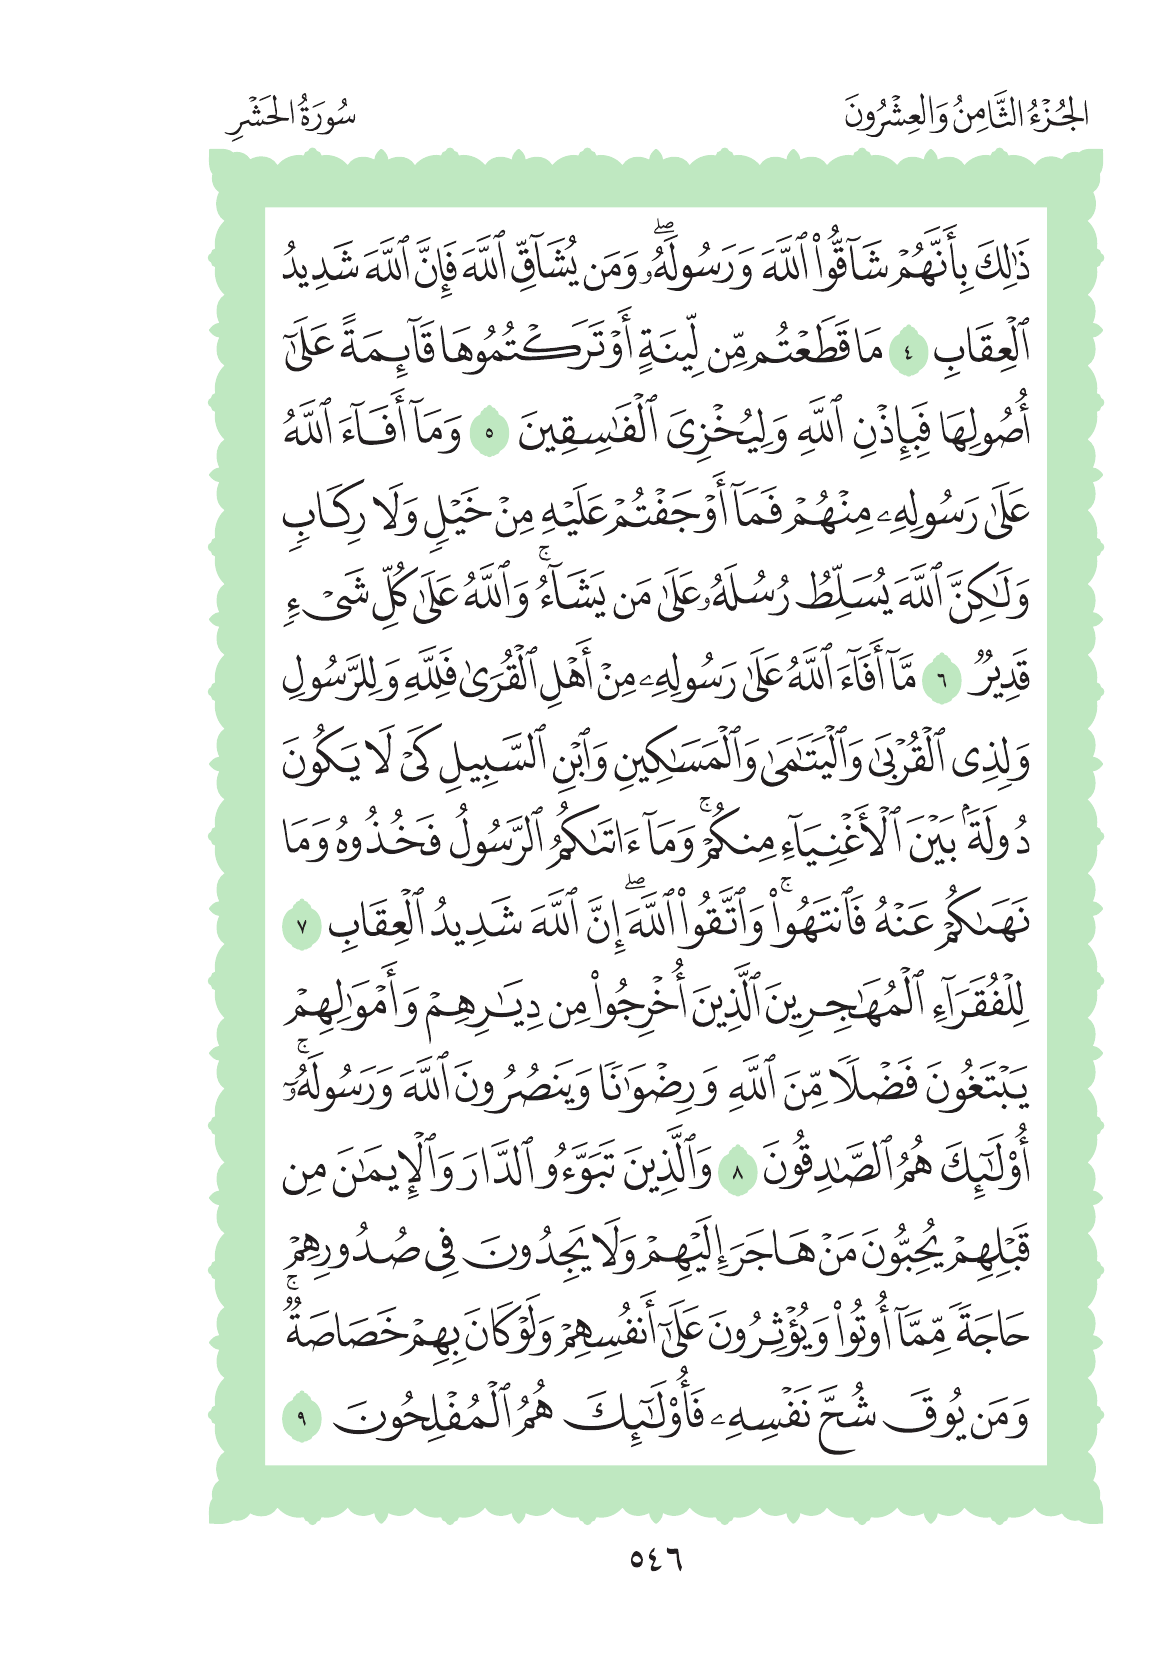 الجُزْءُ الثَّامِنُ وَالعِشْرُونَ
سُورَةُ الحَشْرِ
ذَٰلِكَ بِأَنَّهُمْ شَآقُّوا۟ ٱللَّهَ وَرَسُولَهُۥۖ وَمَن يُشَآقِّ ٱللَّهَ فَإِنَّ ٱللَّهَ شَدِيدُ
ٱلْعِقَابِ ٤ مَا قَطَعْتُم مِّن لِّينَةٍ أَوْ تَرَكْتُمُوهَا قَآئِمَةً عَلَىٰٓ
أُصُولِهَا فَبِإِذْنِ ٱللَّهِ وَلِيُخْزِىَ ٱلْفَٰسِقِينَ ٥ وَمَآ أَفَآءَ ٱللَّهُ
عَلَىٰ رَسُولِهِۦ مِنْهُمْ فَمَآ أَوْجَفْتُمْ عَلَيْهِ مِنْ خَيْلٍ وَلَا رِكَابٍ
وَلَٰكِنَّ ٱللَّهَ يُسَلِّطُ رُسُلَهُۥ عَلَىٰ مَن يَشَآءُۚ وَٱللَّهُ عَلَىٰ كُلِّ شَىْءٍ
قَدِيرٌ ٦ مَّآ أَفَآءَ ٱللَّهُ عَلَىٰ رَسُولِهِۦ مِنْ أَهْلِ ٱلْقُرَىٰ فَلِلَّهِ وَلِلرَّسُولِ
وَلِذِى ٱلْقُرْبَىٰ وَٱلْيَتَٰمَىٰ وَٱلْمَسَٰكِينِ وَٱبْنِ ٱلسَّبِيلِ كَىْ لَا يَكُونَ
دُولَةَۢ بَيْنَ ٱلْأَغْنِيَآءِ مِنكُمْۚ وَمَآ ءَاتَىٰكُمُ ٱلرَّسُولُ فَخُذُوهُ وَمَا
نَهَىٰكُمْ عَنْهُ فَٱنتَهُوا۟ۚ وَٱتَّقُوا۟ ٱللَّهَۖ إِنَّ ٱللَّهَ شَدِيدُ ٱلْعِقَابِ ٧
لِلْفُقَرَآءِ ٱلْمُهَٰجِرِينَ ٱلَّذِينَ أُخْرِجُوا۟ مِن دِيَٰرِهِمْ وَأَمْوَٰلِهِمْ
يَبْتَغُونَ فَضْلًا مِّنَ ٱللَّهِ وَرِضْوَٰنًا وَيَنصُرُونَ ٱللَّهَ وَرَسُولَهُۥٓۚ
أُو۟لَٰٓئِكَ هُمُ ٱلصَّٰدِقُونَ ٨ وَٱلَّذِينَ تَبَوَّءُو ٱلدَّارَ وَٱلْإِيمَٰنَ مِن
قَبْلِهِمْ يُحِبُّونَ مَنْ هَاجَرَ إِلَيْهِمْ وَلَا يَجِدُونَ فِى صُدُورِهِمْ
حَاجَةً مِّمَّآ أُوتُوا۟ وَيُؤْثِرُونَ عَلَىٰٓ أَنفُسِهِمْ وَلَوْ كَانَ بِهِمْ خَصَاصَةٌۚ
وَمَن يُوقَ شُحَّ نَفْسِهِۦ فَأُو۟لَٰٓئِكَ هُمُ ٱلْمُفْلِحُونَ ٩
٥٤٦